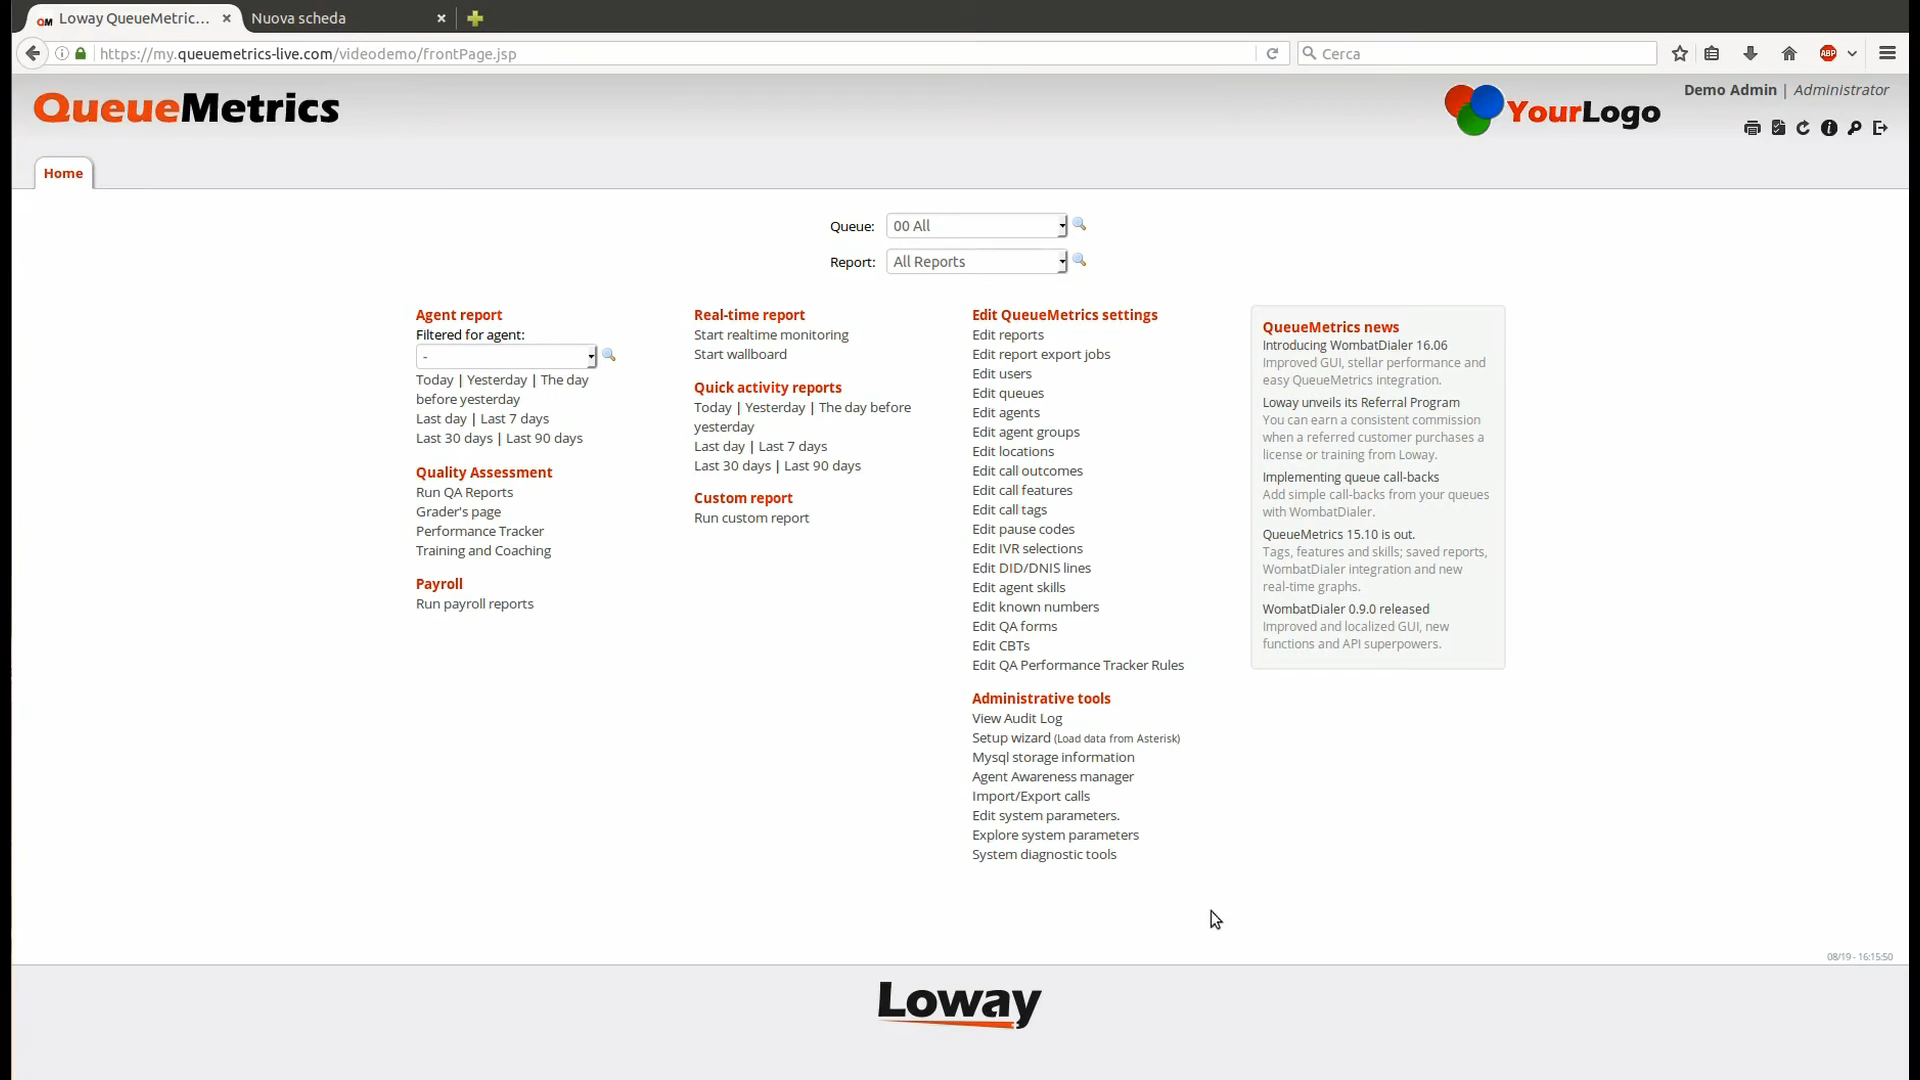 Loway QueueMetric...
Nuova scheda
https://my.queuemetrics-live.com/videodemo/frontPage.jsp
Cerca
ABP
QueueMetrics
YourLogo
Demo Admin | Administrator
Home
Queue: 00 All
Report: All Reports
Agent report
Filtered for agent:
-
Today | Yesterday | The day
before yesterday
Last day | Last 7 days
Last 30 days | Last 90 days
Quality Assessment
Run QA Reports
Grader's page
Performance Tracker
Training and Coaching
Payroll
Run payroll reports
Real-time report
Start realtime monitoring
Start wallboard
Quick activity reports
Today | Yesterday | The day before
yesterday
Last day | Last 7 days
Last 30 days | Last 90 days
Custom report
Run custom report
Edit QueueMetrics settings
Edit reports
Edit report export jobs
Edit users
Edit queues
Edit agents
Edit agent groups
Edit locations
Edit call outcomes
Edit call features
Edit call tags
Edit pause codes
Edit IVR selections
Edit DID/DNIS lines
Edit agent skills
Edit known numbers
Edit QA forms
Edit CBTs
Edit QA Performance Tracker Rules
Administrative tools
View Audit Log
Setup wizard (Load data from Asterisk)
Mysql storage information
Agent Awareness manager
Import/Export calls
Edit system parameters.
Explore system parameters
System diagnostic tools
QueueMetrics news
Introducing WombatDialer 16.06
Improved GUI, stellar performance and
easy QueueMetrics integration.
Loway unveils its Referral Program
You can earn a consistent commission
when a referred customer purchases a
license or training from Loway.
Implementing queue call-backs
Add simple call-backs from your queues
with WombatDialer.
QueueMetrics 15.10 is out.
Tags, features and skills; saved reports,
WombatDialer integration and new
real-time graphs.
WombatDialer 0.9.0 released
Improved and localized GUI, new
functions and API superpowers.
08/19 - 16:15:50
Loway